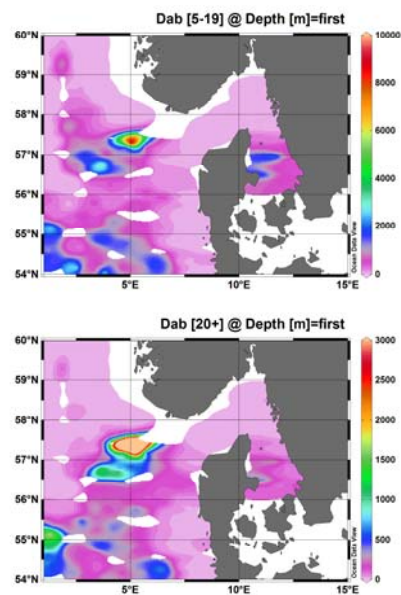 Dab [5-19] @ Depth [m]=first
60°N
59°N
58°N
57°N
56°N
55°N
54°N
5°E
10°E
15°E
10000
8000
6000
4000
2000
0
Ocean Data View
Dab [20+] @ Depth [m]=first
60°N
59°N
58°N
57°N
56°N
55°N
54°N
5°E
10°E
15°E
3000
2500
2000
1500
1000
500
0
Ocean Data View